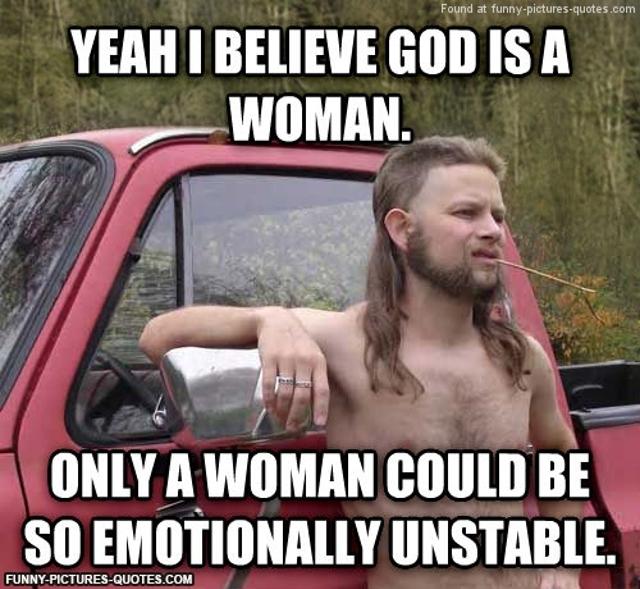 Found at funny-pictures-quotes.com
YEAH I BELIEVE GOD IS A
WOMAN.
ONLY A WOMAN COULD BE
SO EMOTIONALLY UNSTABLE.
FUNNY-PICTURES-QUOTES.COM